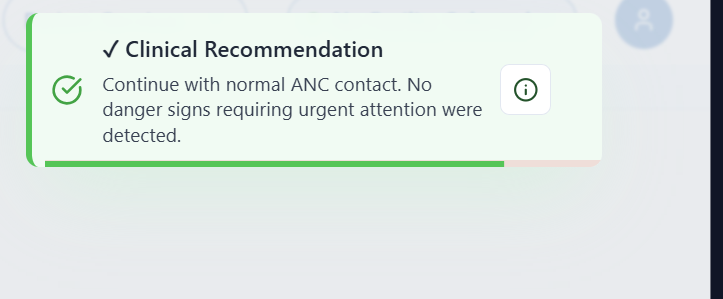 ✓ Clinical Recommendation
Continue with normal ANC contact. No
danger signs requiring urgent attention were
detected.